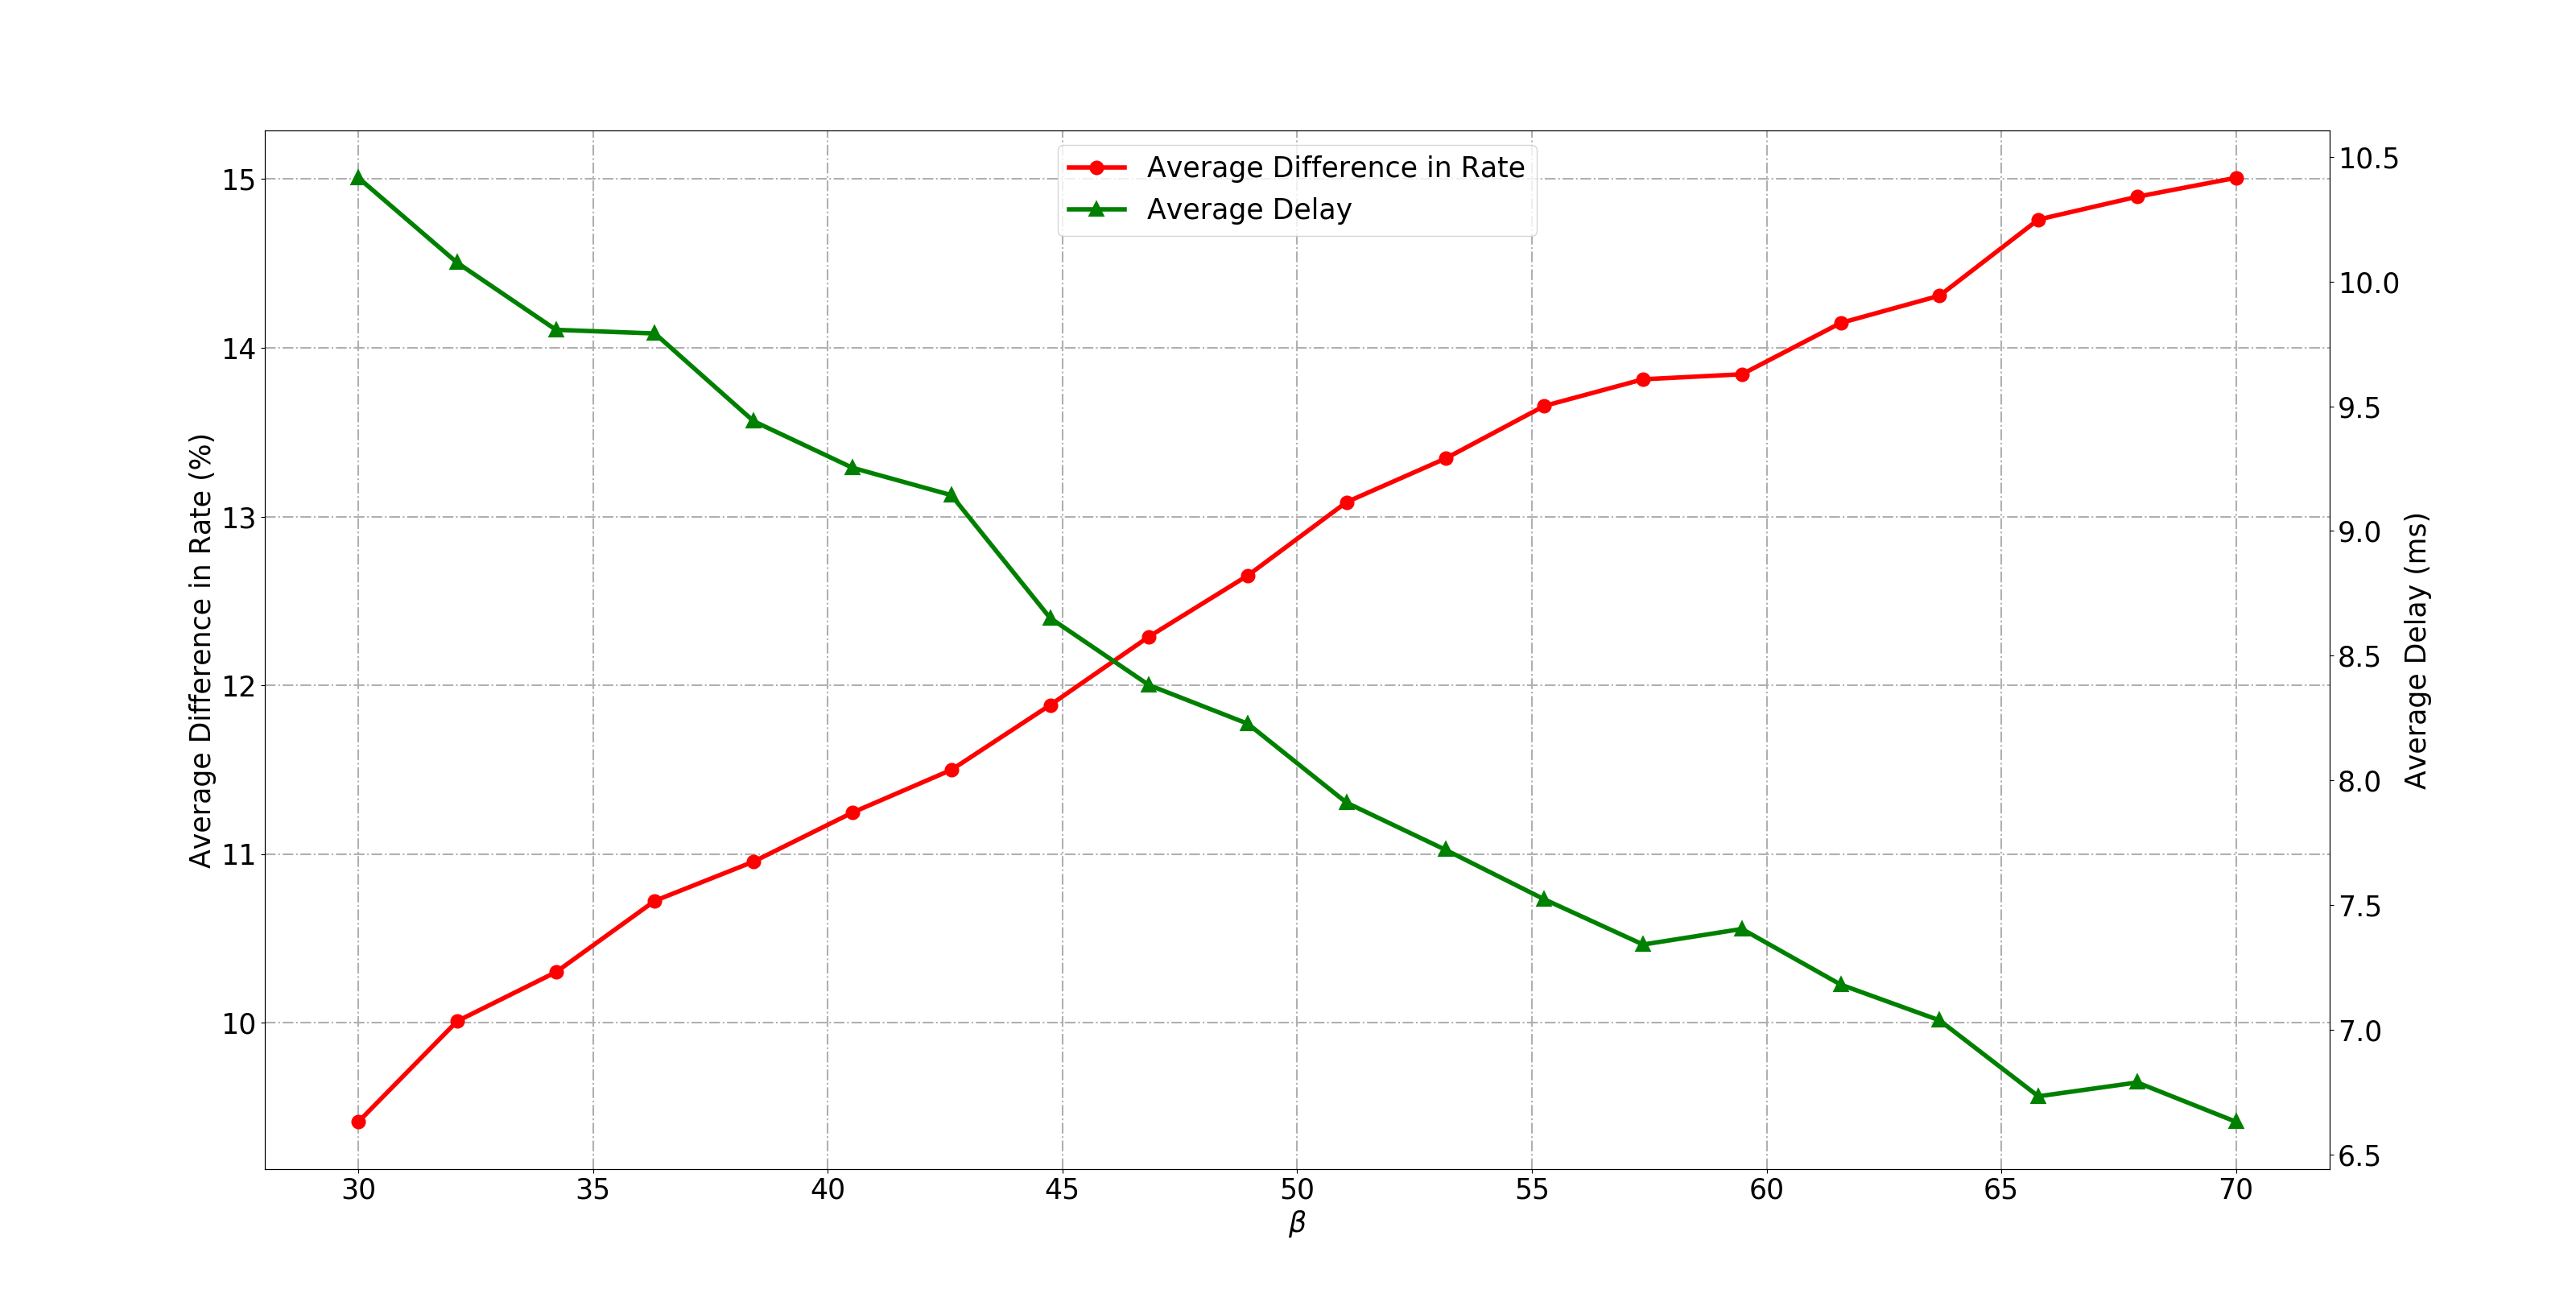 Average Difference in Rate
Average Delay
Average Difference in Rate (%)
15
14
13
12
11
10
10.5
10.0
9.5
9.0
8.5
8.0
7.5
7.0
6.5
Average Delay (ms)
30 35 40 45 50 55 60 65 70
β